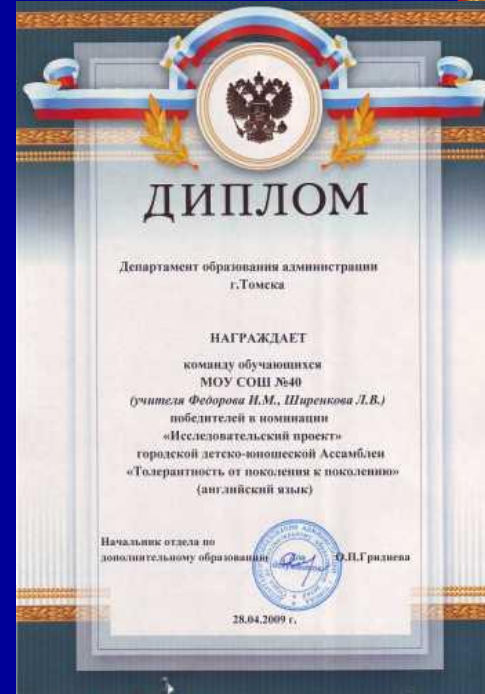 ДИПЛОМ
Департамент образования администрации
г.Томска
НАГРАЖДАЕТ
команду обучающихся
МОУ СОШ №40
(учителя Федорова И.М., Ширенкова Л.В.)
победителей в номинации
«Исследовательский проект»
городской детско-юношеской Ассамблеи
«Толерантность от поколения к поколению»
(английский язык)
Начальник отдела по
дополнительному образованию О.П.Гриднева
28.04.2009 г.